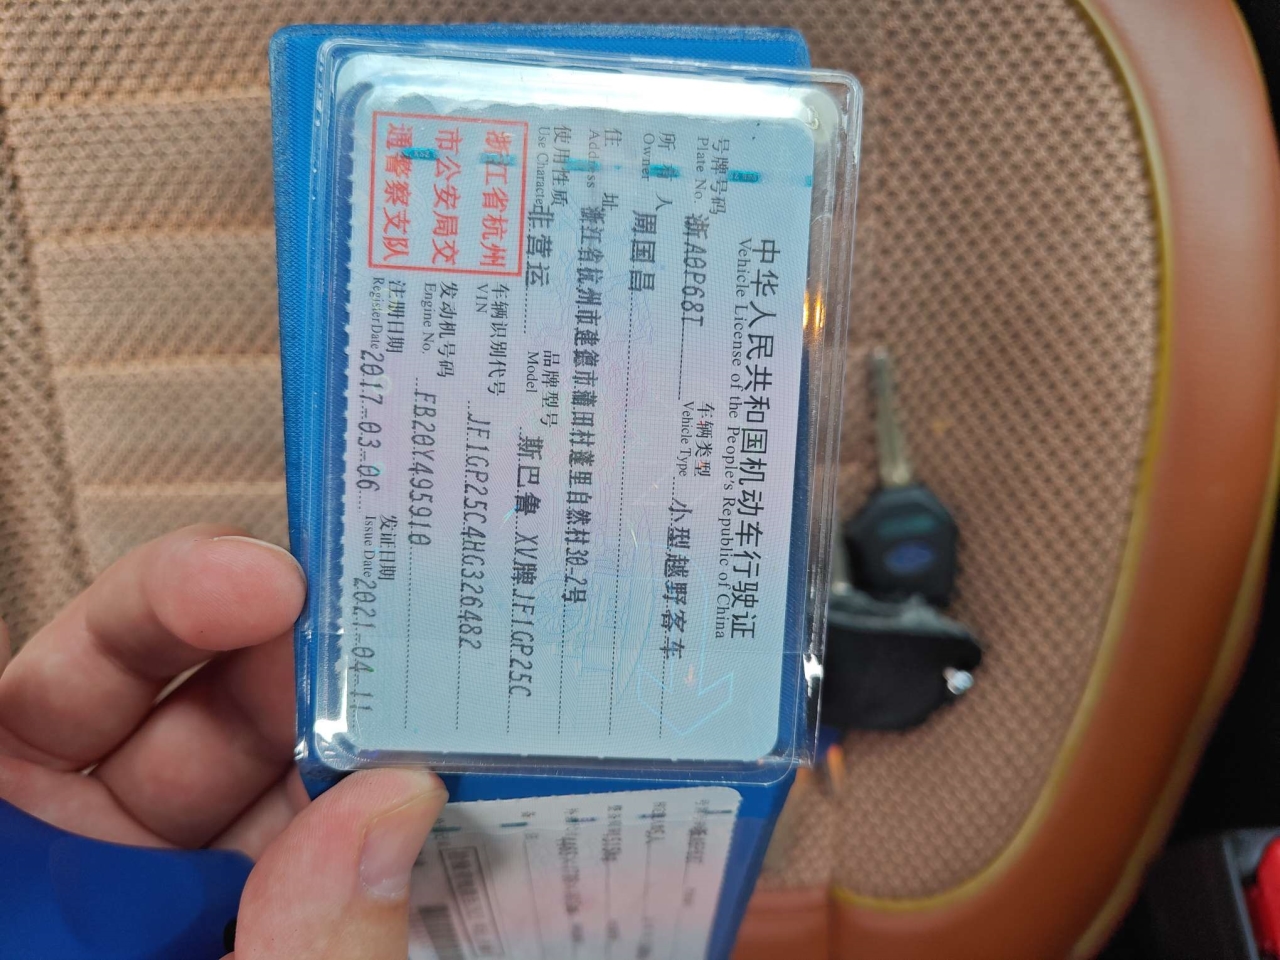 中华人民共和国机动车行驶证
Vehicle License of the People's Republic of China
号牌号码 浙A0P68T 车辆类型 小型越野客车
Plate No. Vehicle Type
所有人 周国昌
Owner
住址 浙江省杭州市建德市莲田村莲里自然村30-2号
Address
使用性质 非营运 品牌型号 斯巴鲁XV牌JF1GP25C
Use Character Model
浙江省杭州
市公安局交
通警察支队
车辆识别代号 JF1GP25C4HG326482
VIN
发动机号码 FB20Y495910
Engine No.
注册日期 2017-03-06 发证日期 2021-04-11
Register Date Issue Date